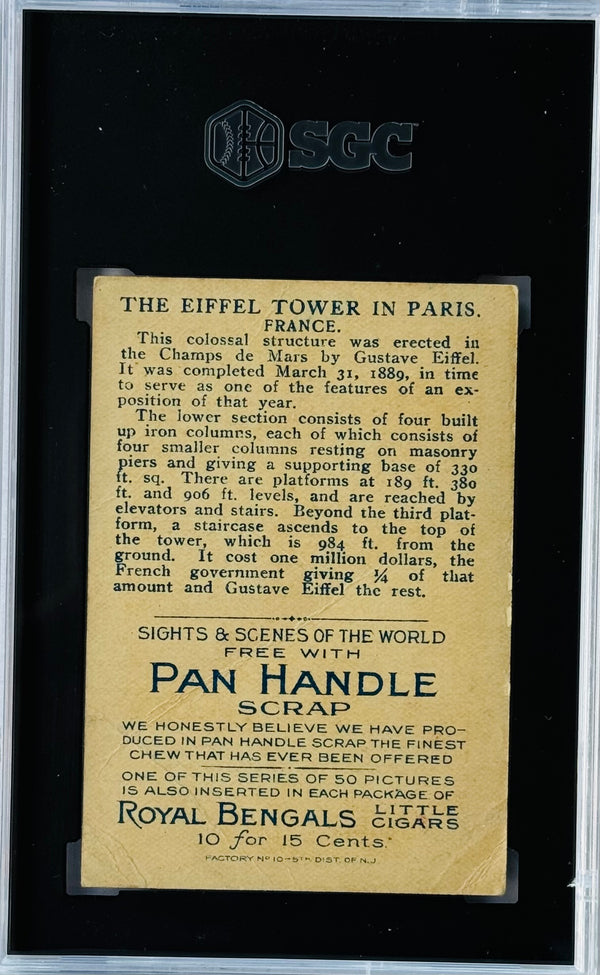 SGC
THE EIFFEL TOWER IN PARIS.
FRANCE.
This colossal structure was erected in
the Champs de Mars by Gustave Eiffel.
It was completed March 31, 1889, in time
to serve as one of the features of an ex-
position of that year.
The lower section consists of four built
up iron columns, each of which consists of
four smaller columns resting on masonry
piers and giving a supporting base of 330
ft. sq. There are platforms at 189 ft. 380
ft. and 906 ft. levels, and are reached by
elevators and stairs. Beyond the third plat-
form, a staircase ascends to the top of
the tower, which is 984 ft. from the
ground. It cost one million dollars, the
French government giving ¼ of that
amount and Gustave Eiffel the rest.
SIGHTS & SCENES OF THE WORLD
FREE WITH
PAN HANDLE
SCRAP
WE HONESTLY BELIEVE WE HAVE PRO-
DUCED IN PAN HANDLE SCRAP THE FINEST
CHEW THAT HAS EVER BEEN OFFERED
ONE OF THIS SERIES OF 50 PICTURES
IS ALSO INSERTED IN EACH PACKAGE OF
ROYAL BENGALS LITTLE CIGARS
10 for 15 Cents.
FACTORY Nº 10-5TH DIST. OF N.J.